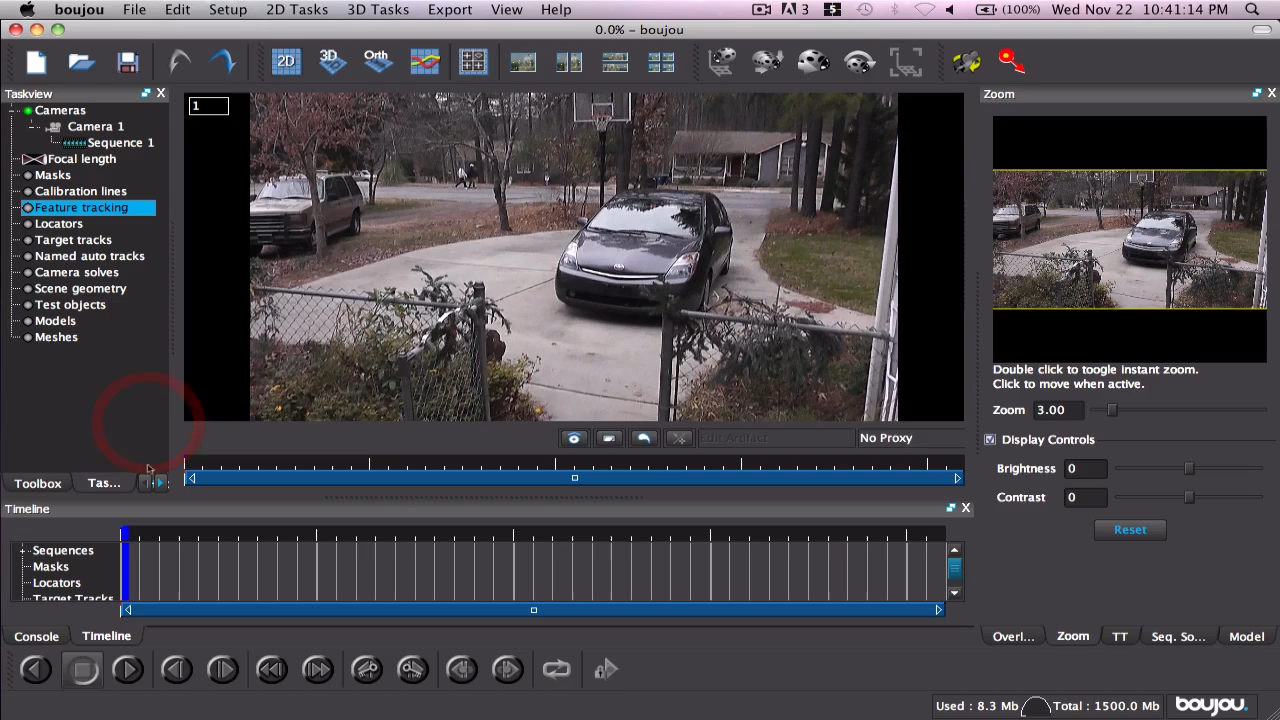 boujou File Edit Setup 2D Tasks 3D Tasks Export View Help 3 5 (100%) Wed Nov 22 10:41:14 PM
0.0% – boujou
2D 3D Orth
Taskview
Cameras
Camera 1
Sequence 1
Focal length
Masks
Calibration lines
Feature tracking
Locators
Target tracks
Named auto tracks
Camera solves
Scene geometry
Test objects
Models
Meshes
Toolbox Tas...
1
Edit Artifact No Proxy
Zoom
Double click to toogle instant zoom.
Click to move when active.
Zoom 3.00
Display Controls
Brightness 0
Contrast 0
Reset
Timeline
Sequences
Masks
Locators
Target Tracks
Console Timeline
Overl... Zoom TT Seq. So... Model
Used : 8.3 Mb Total : 1500.0 Mb boujou.